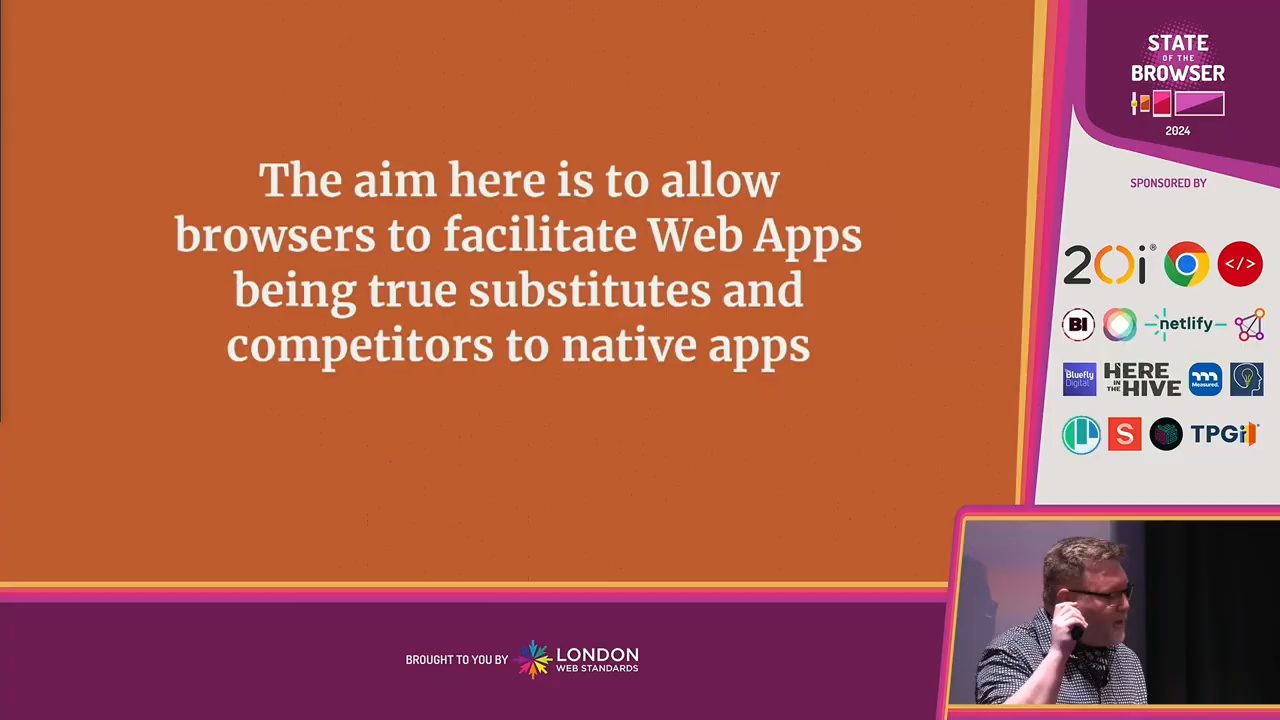 The aim here is to allow
browsers to facilitate Web Apps
being true substitutes and
competitors to native apps
STATE
OF THE
BROWSER
2024
SPONSORED BY
20i®
</>
BI
netlify
Bluefly
Digital
HERE
IN THE
HIVE
Measured.
S
TPGi
BROUGHT TO YOU BY
LONDON
WEB STANDARDS